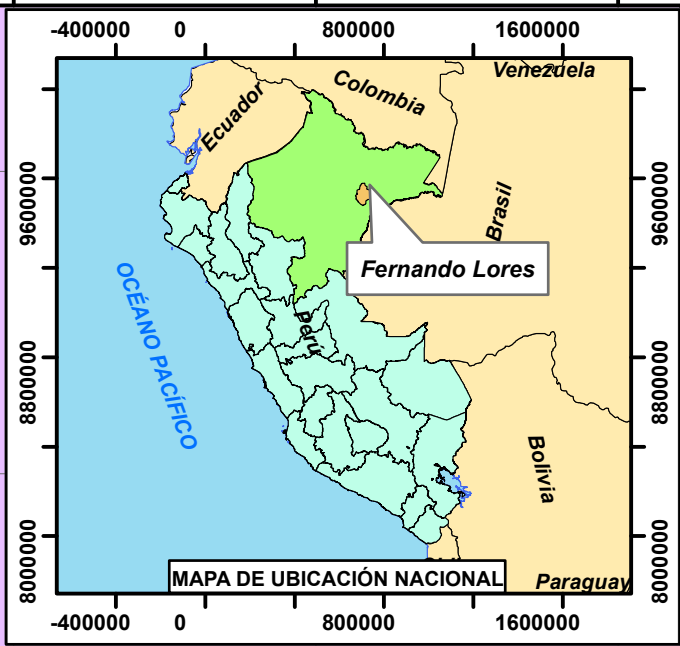 -400000 0 800000 1600000
Venezuela
Colombia
Ecuador
9600000
9600000
Brasil
Fernando Lores
OCÉANO PACÍFICO
Perú
8800000
8800000
Bolivia
8000000
8000000
MAPA DE UBICACIÓN NACIONAL
Paraguay
-400000 0 800000 1600000